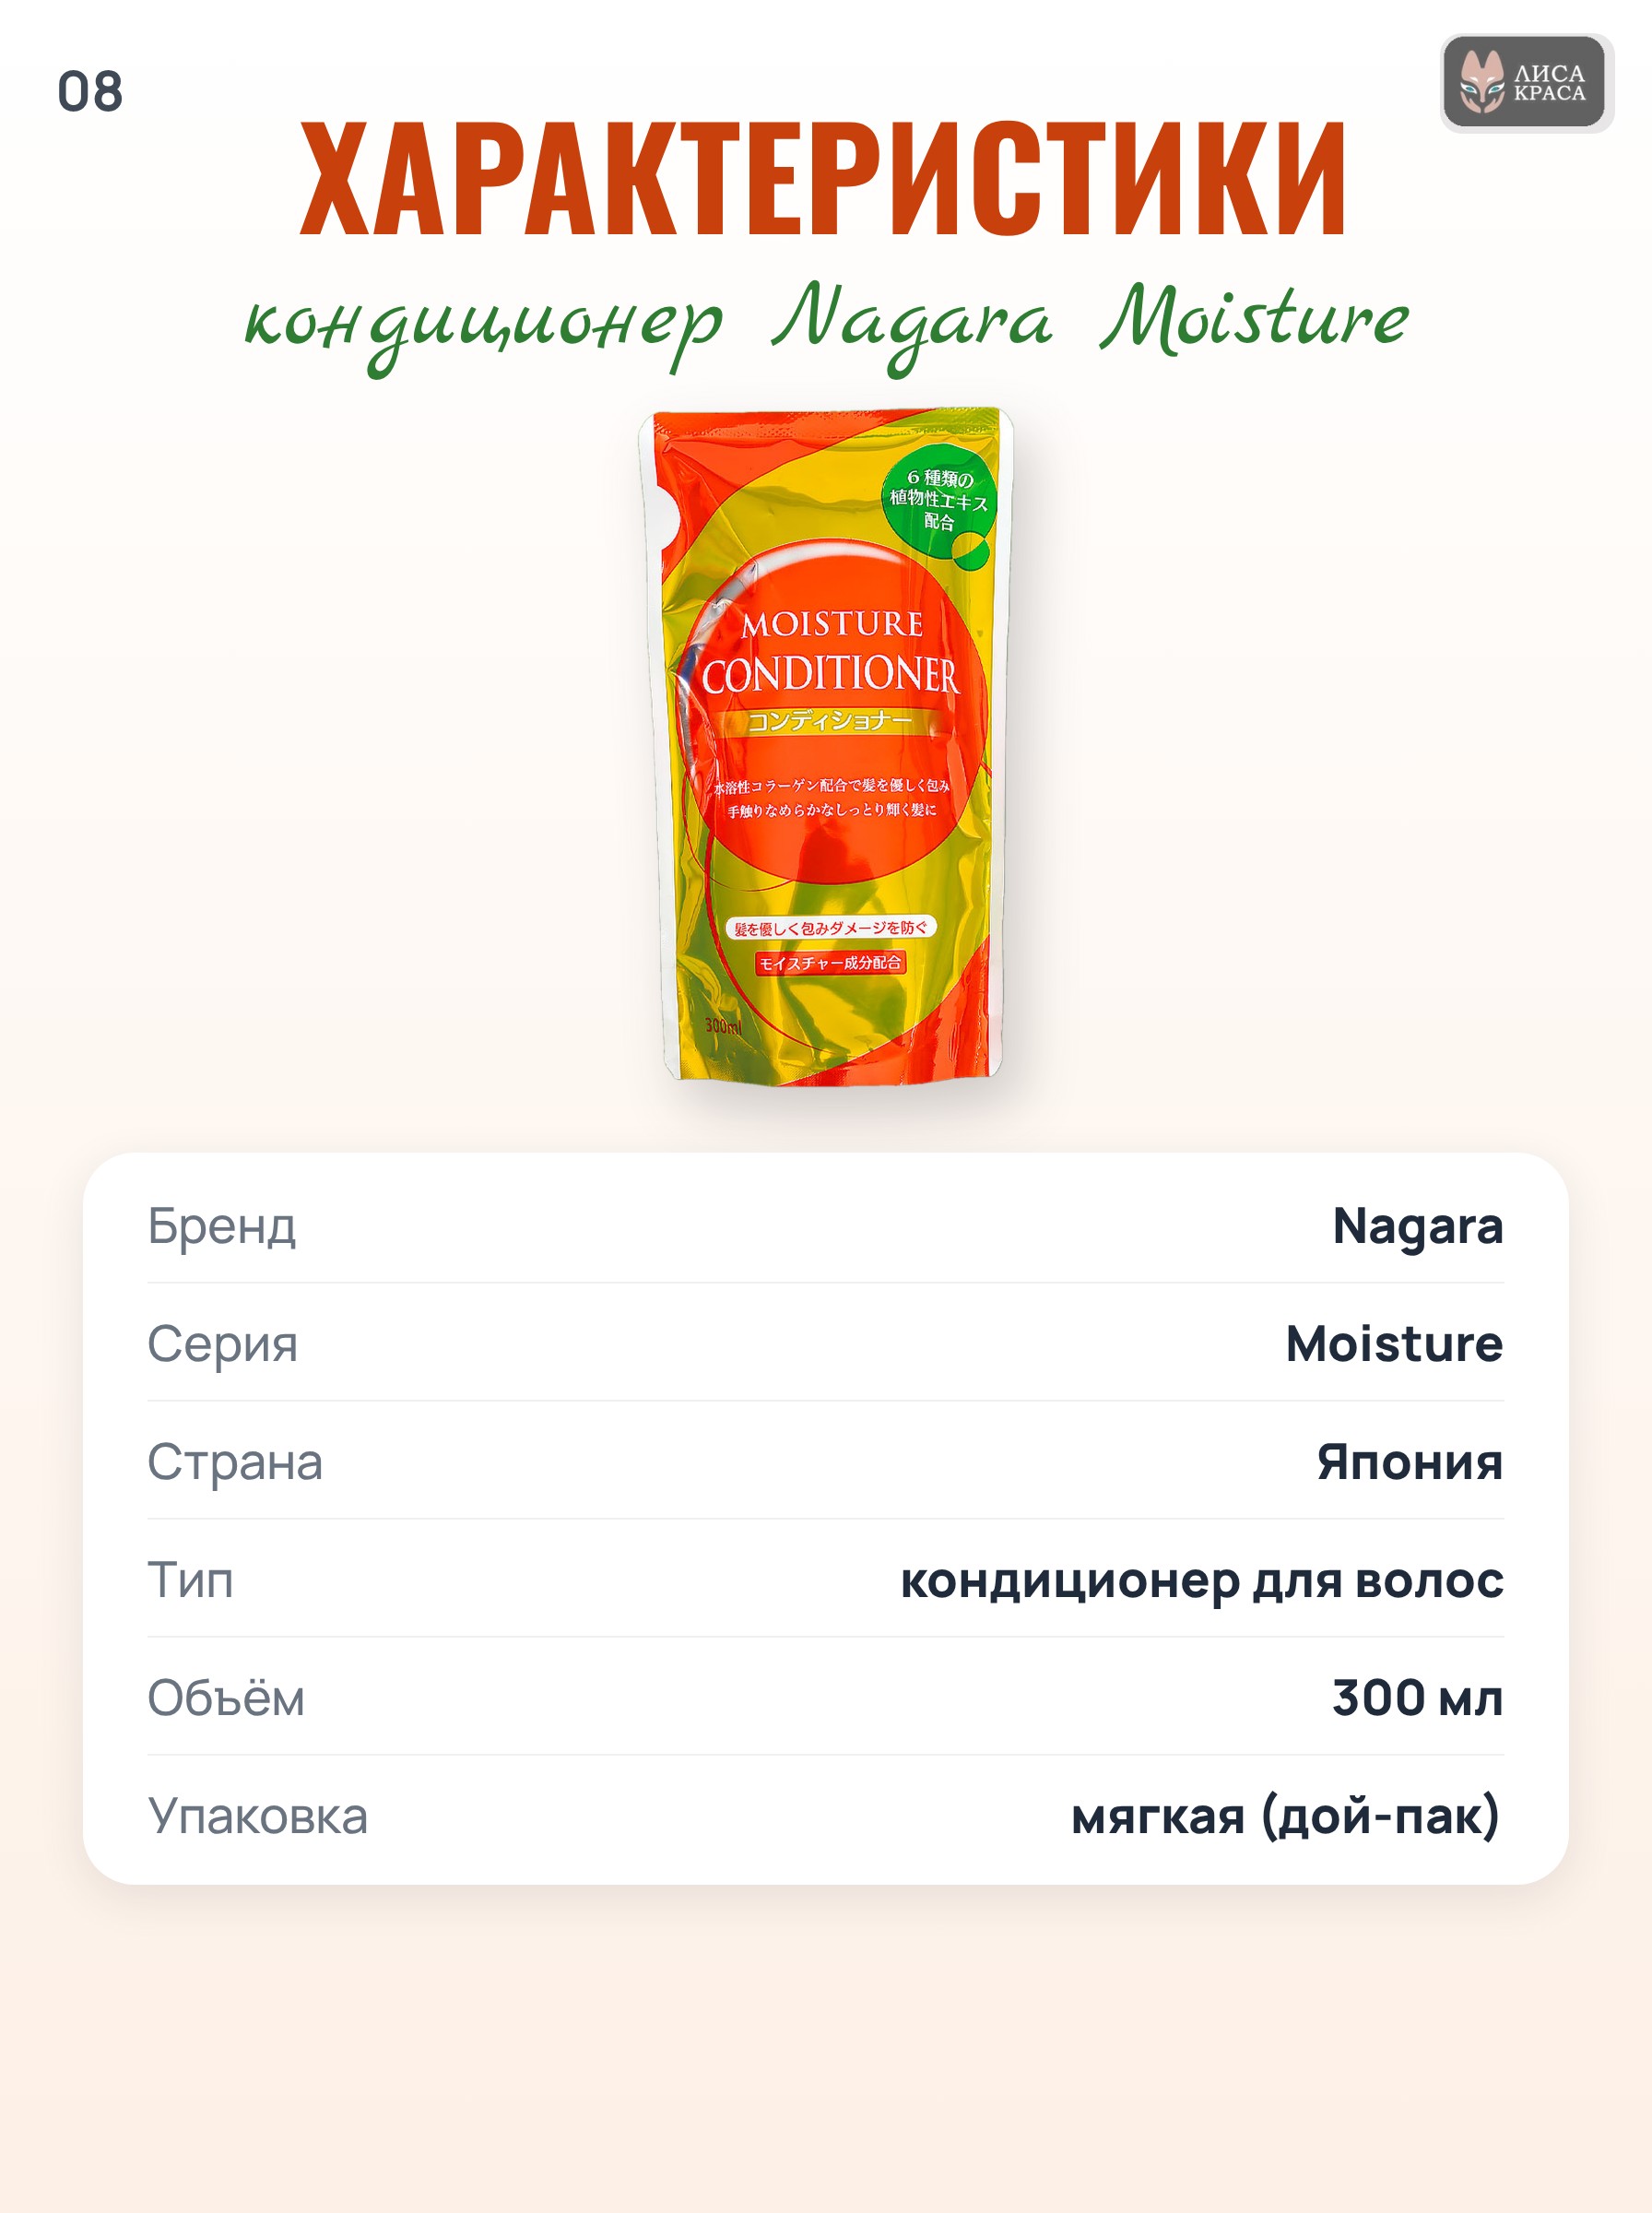 08
ЛИСА
КРАСА
ХАРАКТЕРИСТИКИ
кондиционер Nagara Moisture
6 種類の
植物性エキス
配合
MOISTURE
CONDITIONER
コンディショナー
水溶性コラーゲン配合で髪を優しく包み
手触りなめらかなしっとり輝く髪に
髪を優しく包みダメージを防ぐ
モイスチャー成分配合
300ml
Бренд Nagara
Серия Moisture
Страна Япония
Тип кондиционер для волос
Объём 300 мл
Упаковка мягкая (дой-пак)